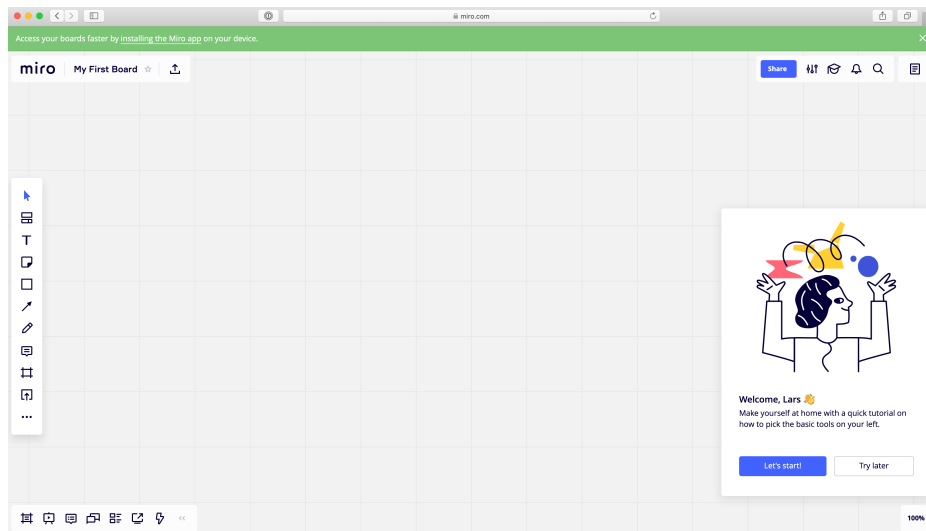 miro.com
Access your boards faster by installing the Miro app on your device.
miro My First Board Share
Welcome, Lars 👋
Make yourself at home with a quick tutorial on
how to pick the basic tools on your left.
Let's start! Try later
100%